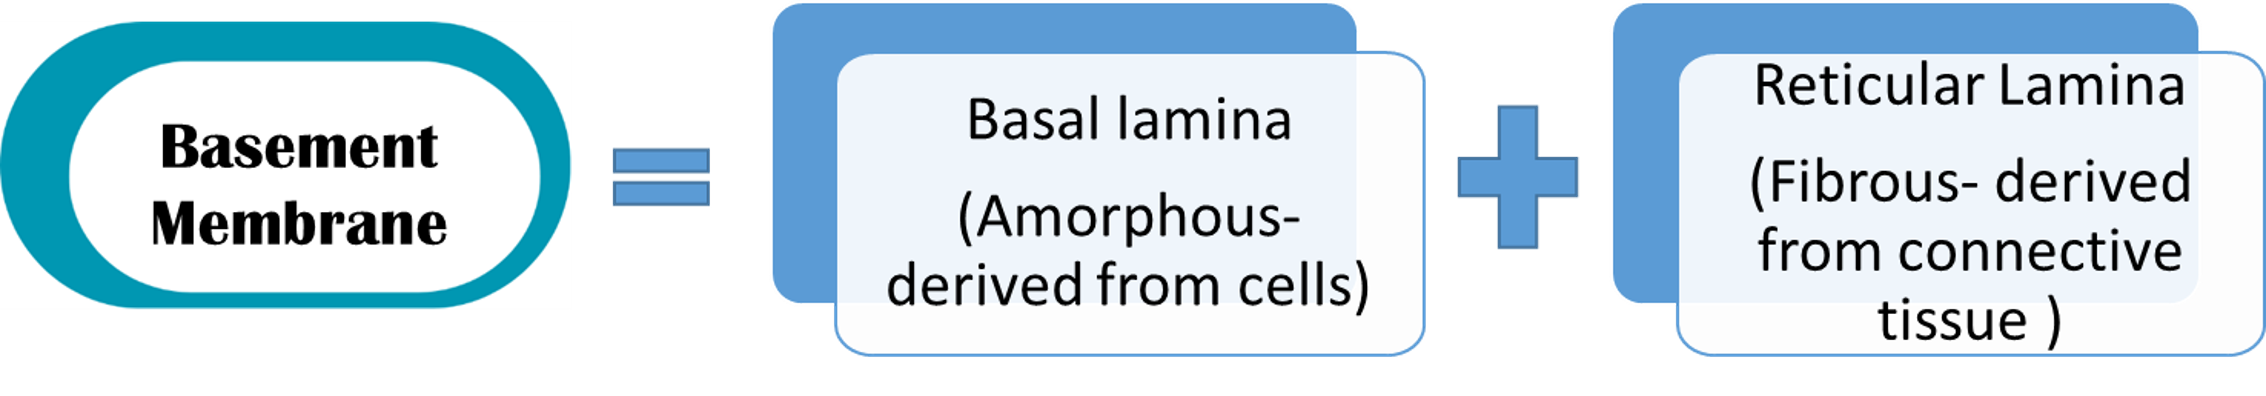 Basement
Membrane
Basal lamina
(Amorphous-
derived from cells)
Reticular Lamina
(Fibrous- derived
from connective
tissue )